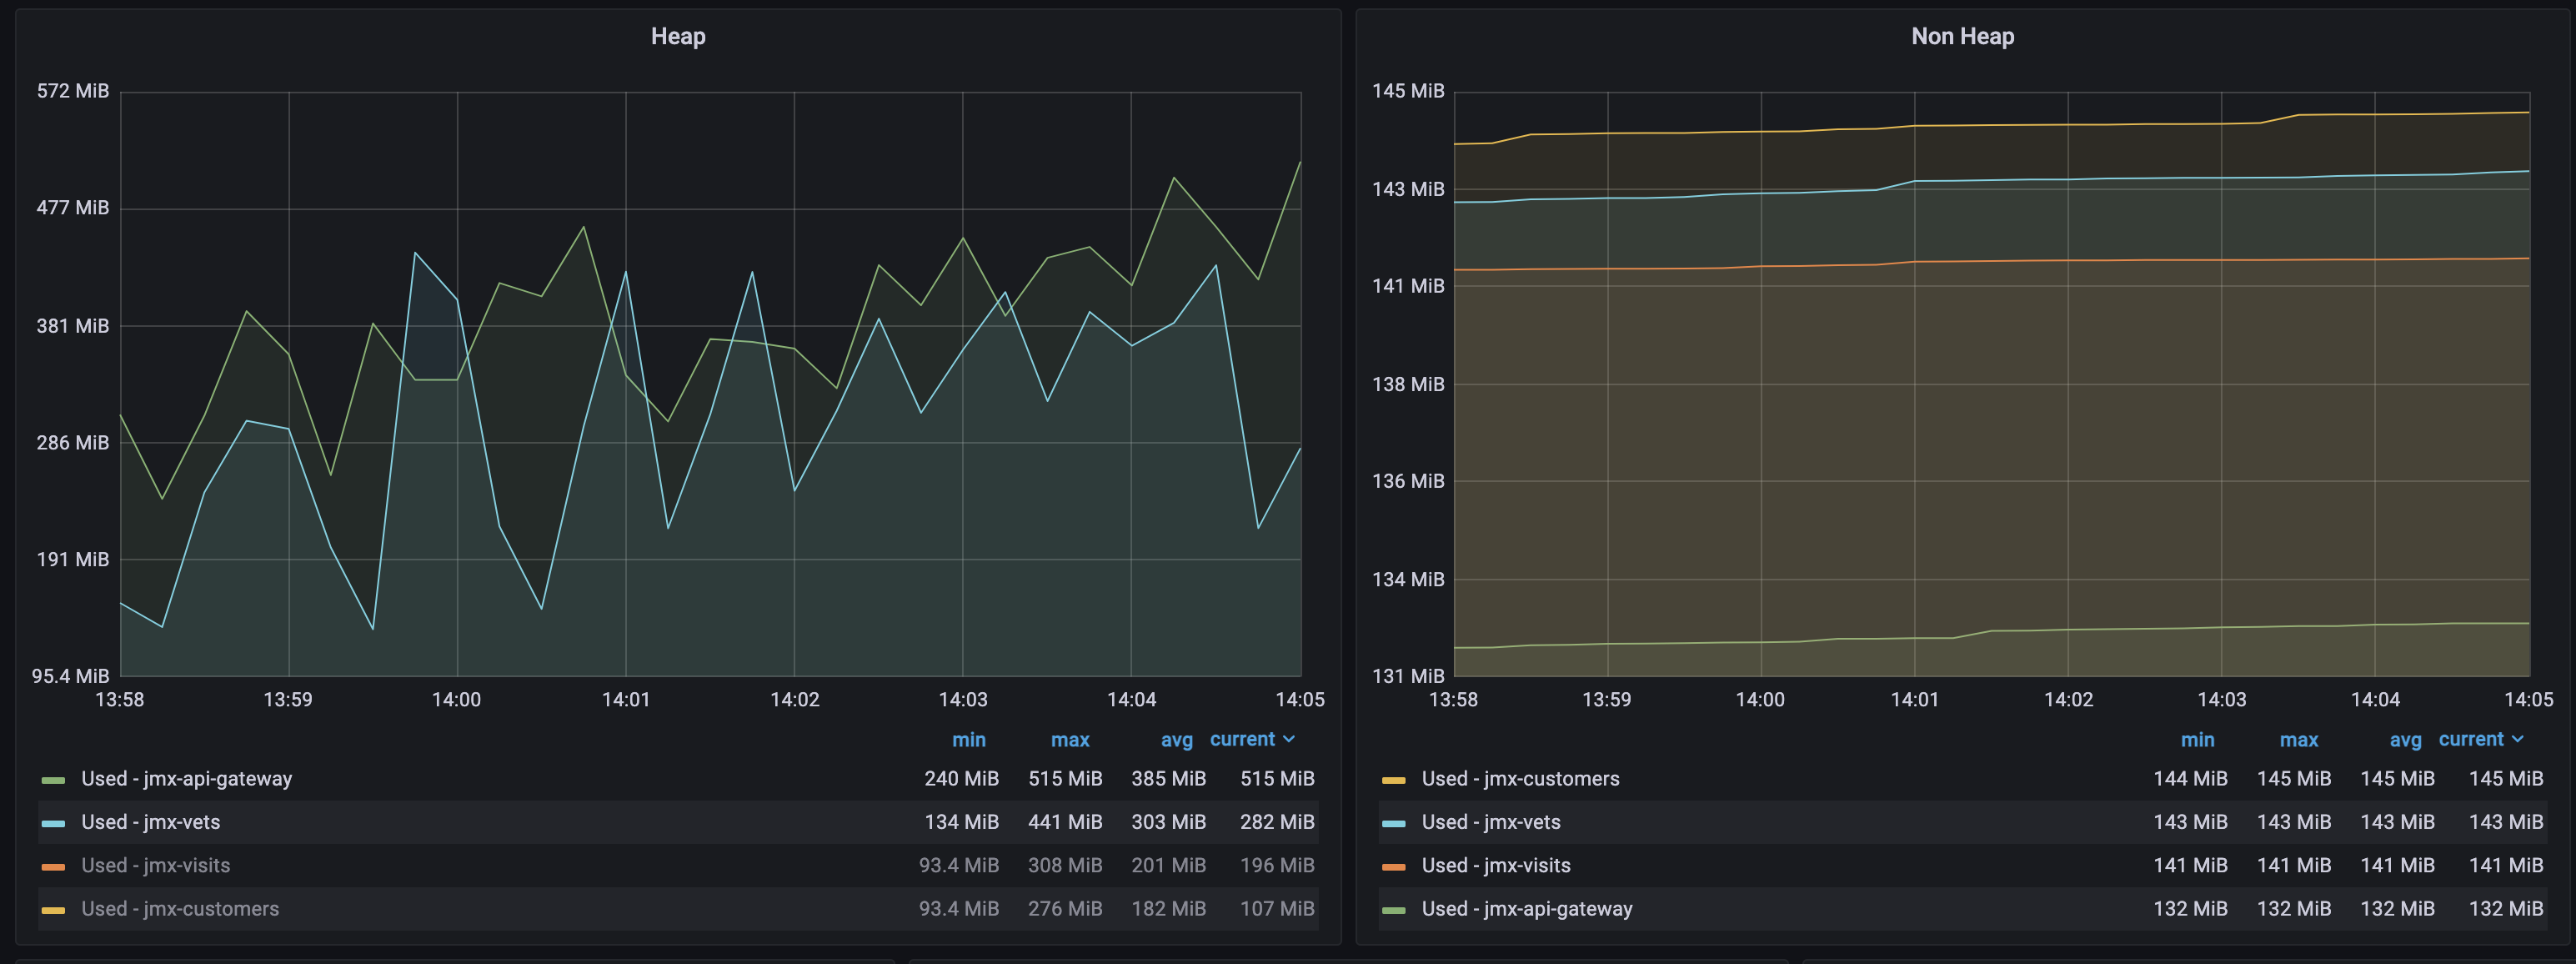 Heap
572 MiB
477 MiB
381 MiB
286 MiB
191 MiB
95.4 MiB
13:58 13:59 14:00 14:01 14:02 14:03 14:04 14:05
min max avg current
Used - jmx-api-gateway 240 MiB 515 MiB 385 MiB 515 MiB
Used - jmx-vets 134 MiB 441 MiB 303 MiB 282 MiB
Used - jmx-visits 93.4 MiB 308 MiB 201 MiB 196 MiB
Used - jmx-customers 93.4 MiB 276 MiB 182 MiB 107 MiB
Non Heap
145 MiB
143 MiB
141 MiB
138 MiB
136 MiB
134 MiB
131 MiB
13:58 13:59 14:00 14:01 14:02 14:03 14:04 14:05
min max avg current
Used - jmx-customers 144 MiB 145 MiB 145 MiB 145 MiB
Used - jmx-vets 143 MiB 143 MiB 143 MiB 143 MiB
Used - jmx-visits 141 MiB 141 MiB 141 MiB 141 MiB
Used - jmx-api-gateway 132 MiB 132 MiB 132 MiB 132 MiB